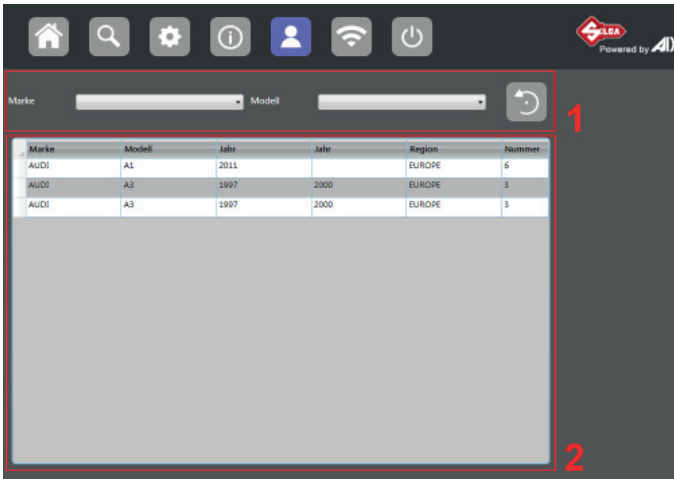 SILCA
Powered by
Marke Modell
1
Marke Modell Jahr Jahr Region Nummer
AUDI A1 2011 EUROPE 6
AUDI A3 1997 2000 EUROPE 3
AUDI A3 1997 2000 EUROPE 3
2